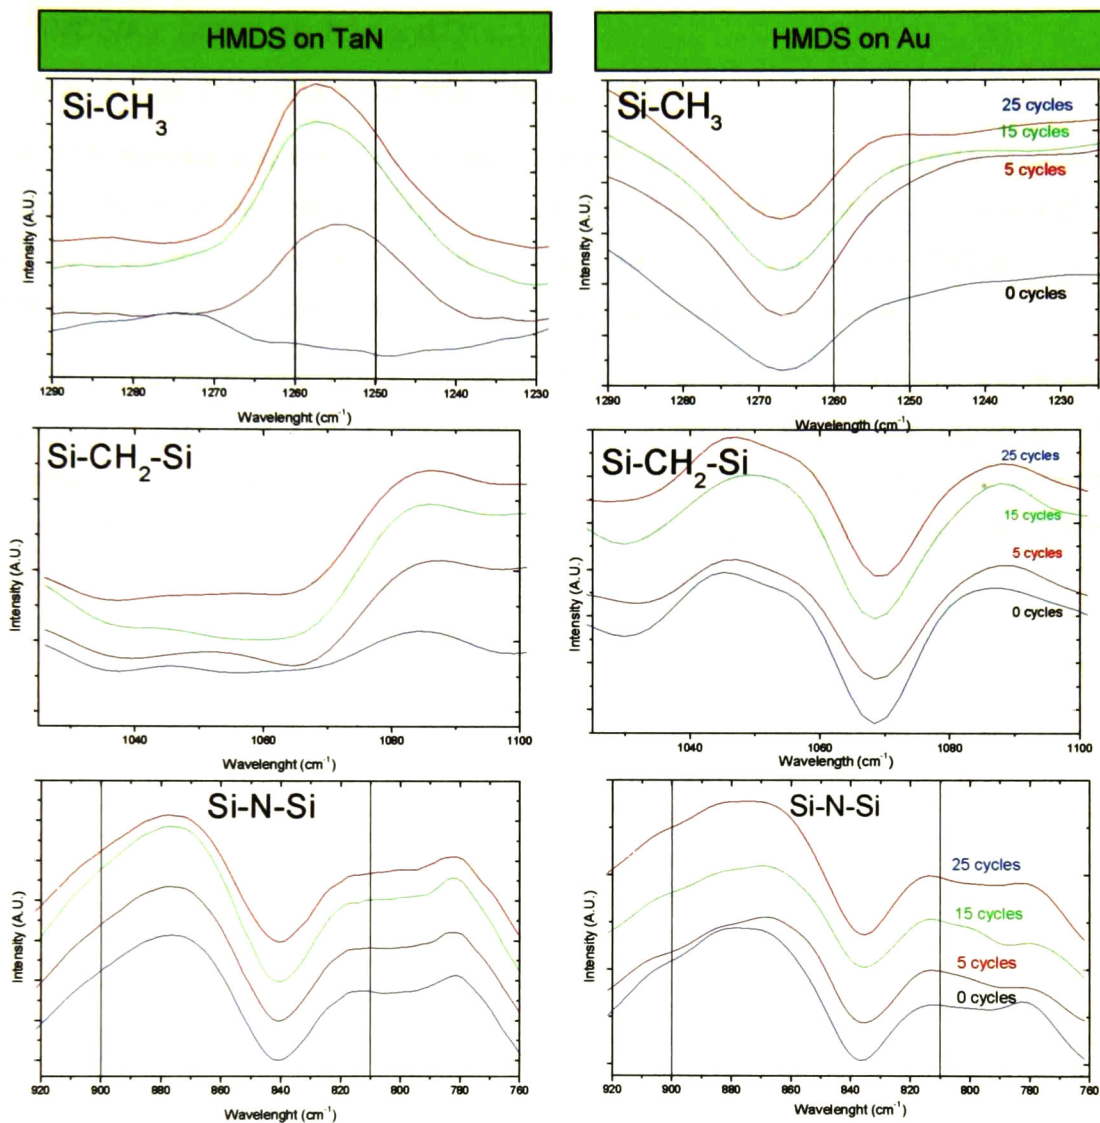 HMDS on TaN
HMDS on Au
Si-CH3
Intensity (A.U.)
1290
1280
1270
1260
1250
1240
1230
Wavelenght (cm-1)
Si-CH3
25 cycles
15 cycles
5 cycles
0 cycles
Intensity (A.U.)
1290
1280
1270
1260
1250
1240
1230
Wavelength (cm-1)
Si-CH2-Si
Intensity (A.U.)
1040
1060
1080
1100
Wavelenght (cm-1)
Si-CH2-Si
25 cycles
15 cycles
5 cycles
0 cycles
Intensity (A.U.)
1040
1060
1080
1100
Wavelength (cm-1)
Si-N-Si
Intensity (A.U.)
920
900
880
860
840
820
800
780
760
Wavelenght (cm-1)
Si-N-Si
25 cycles
15 cycles
5 cycles
0 cycles
Intensity (A.U.)
920
900
880
860
840
820
800
780
760
Wavelenght (cm-1)